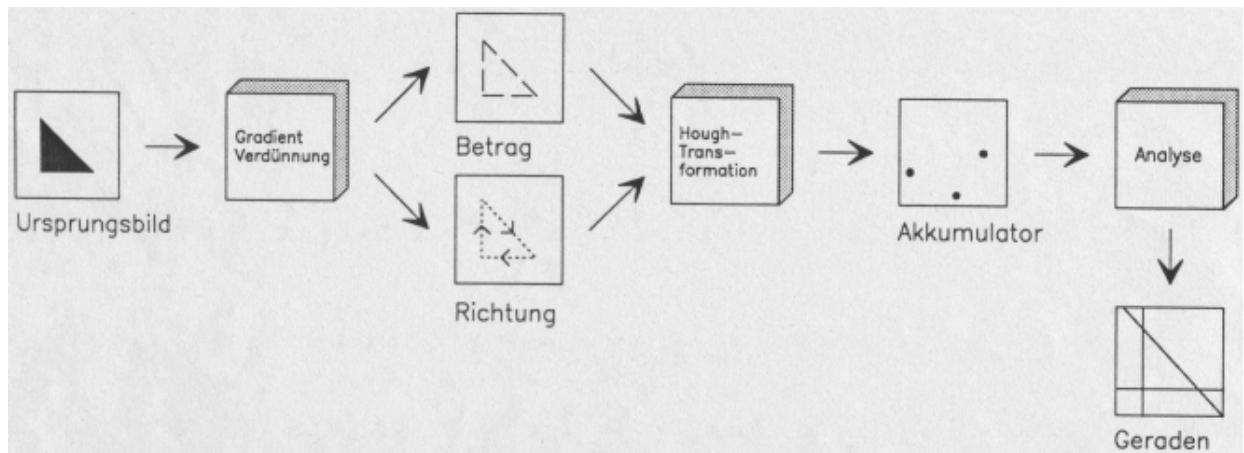 Ursprungsbild
Gradient
Verdünnung
Betrag
Richtung
Hough–
Trans–
formation
Akkumulator
Analyse
Geraden